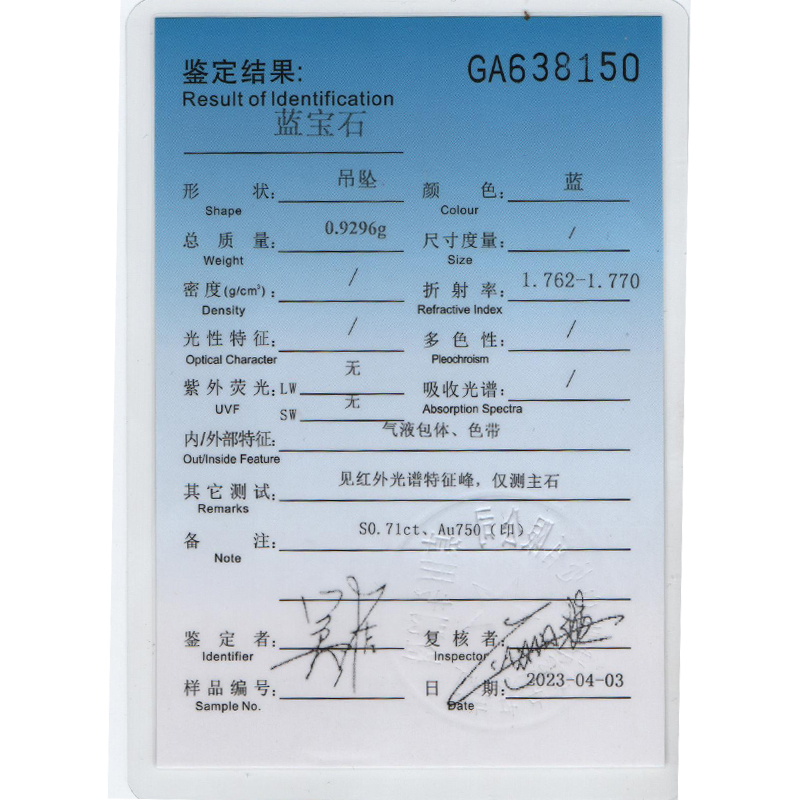 鉴定结果: GA638150
Result of Identification
蓝宝石
形 状: 吊坠 颜 色: 蓝
Shape Colour
总 质 量: 0.9296g 尺寸度量: /
Weight Size
密度(g/cm³): / 折 射 率: 1.762-1.770
Density Refractive Index
光性特征: / 多 色 性: /
Optical Character Pleochroism
紫外荧光: LW 无 吸收光谱: /
UVF SW 无 Absorption Spectra
内/外部特征: 气液包体、色带
Out/Inside Feature
其它测试: 见红外光谱特征峰, 仅测主石
Remarks
备 注: S0.71ct、Au750(印)
Note
鉴 定 者: 复 核 者:
Identifier Inspector
样品编号: 日 期: 2023-04-03
Sample No. Date